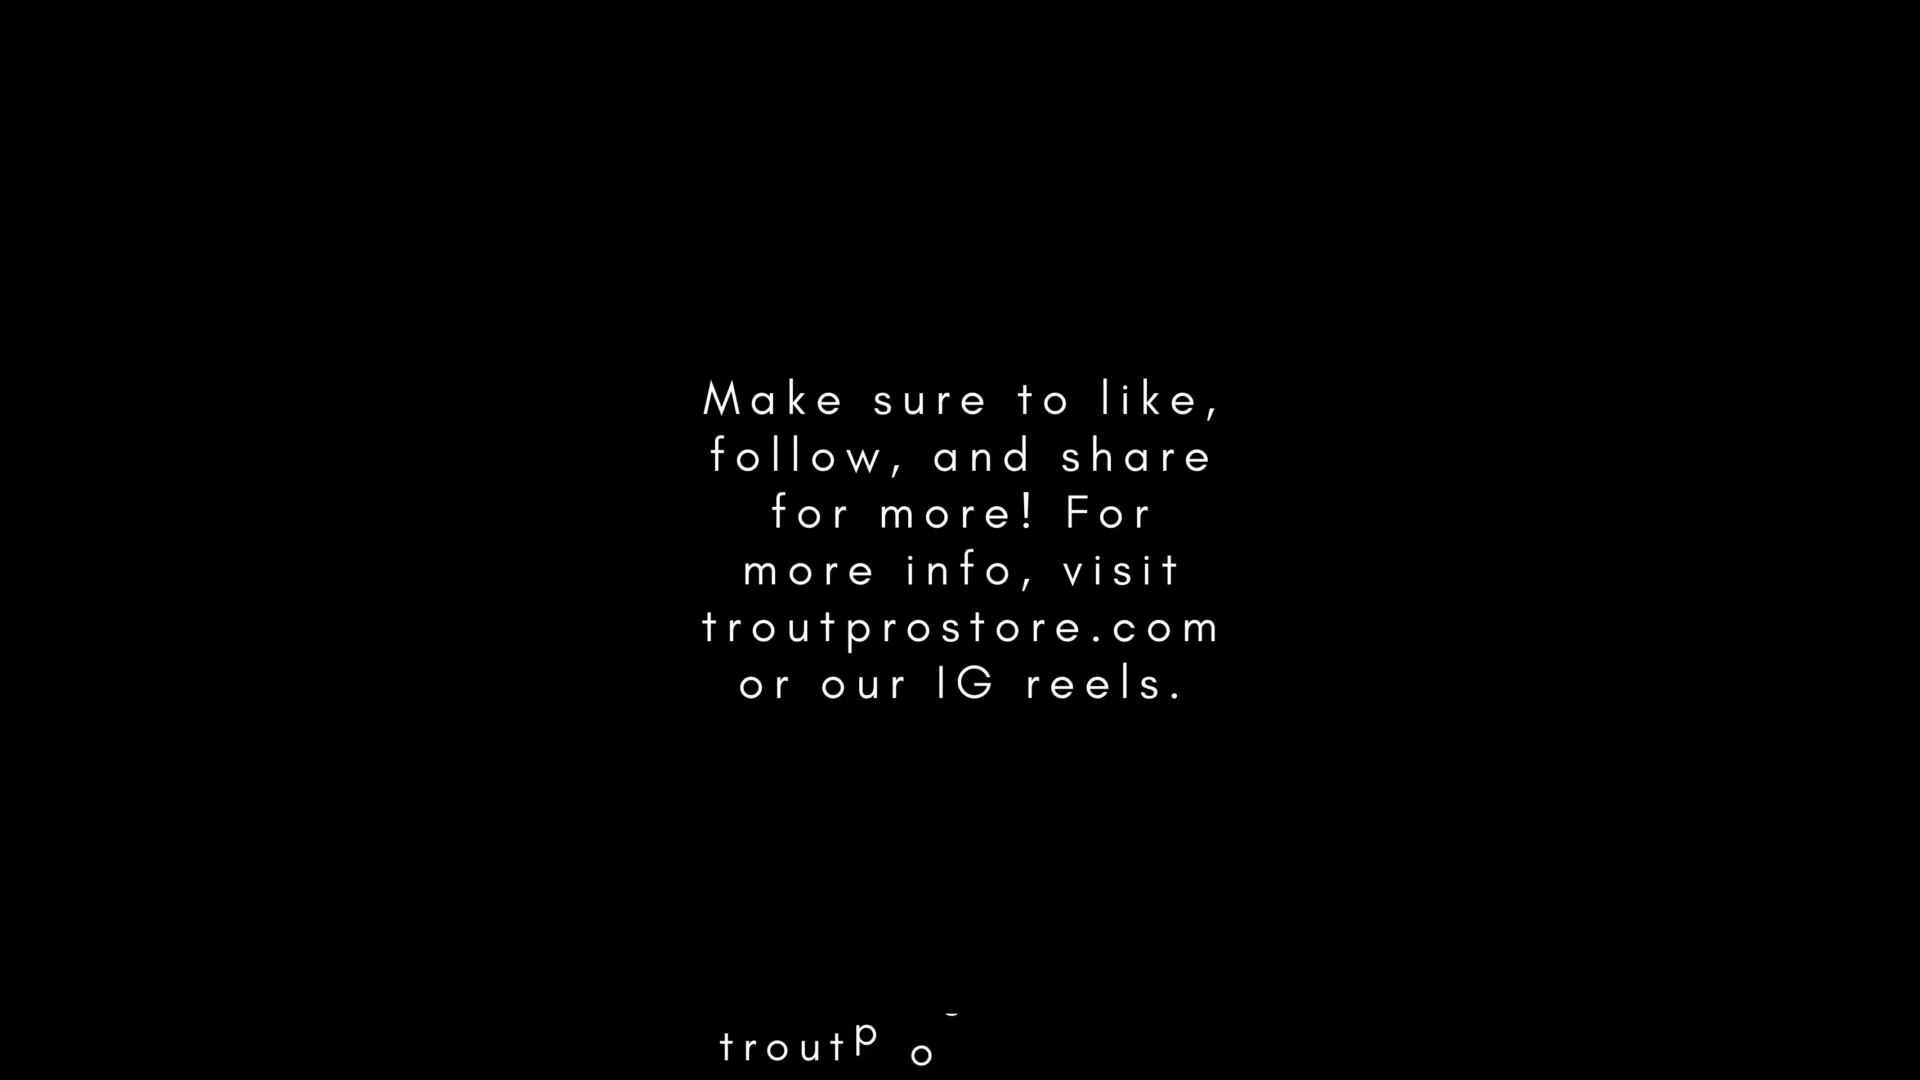 Make sure to like,
follow, and share
for more! For
more info, visit
troutprostore.com
or our IG reels.
troutp o